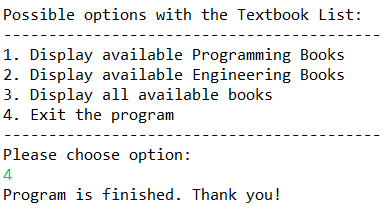 Possible options with the Textbook List:
------------------------------------------
1. Display available Programming Books
2. Display available Engineering Books
3. Display all available books
4. Exit the program
------------------------------------------
Please choose option:
4
Program is finished. Thank you!